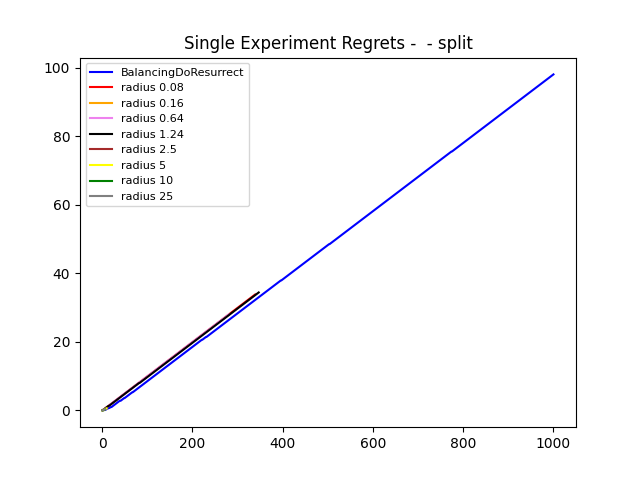 Single Experiment Regrets -  - split
BalancingDoResurrect
radius 0.08
radius 0.16
radius 0.64
radius 1.24
radius 2.5
radius 5
radius 10
radius 25
100
80
60
40
20
0
0 200 400 600 800 1000